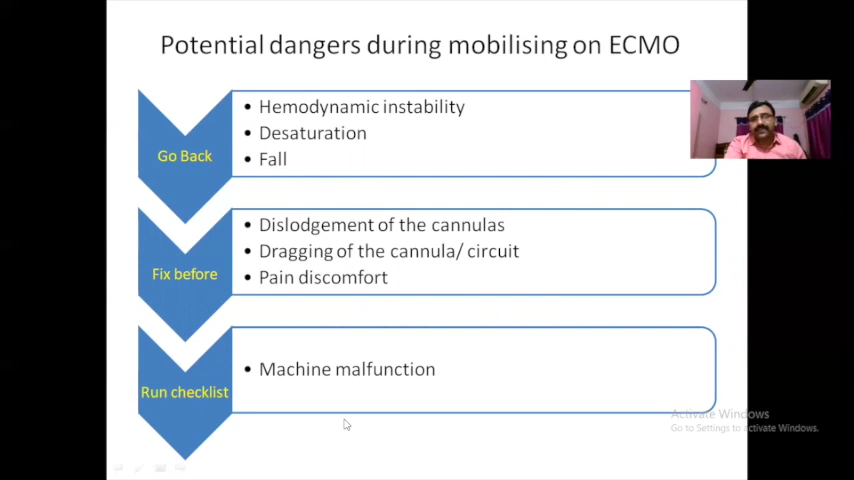 Potential dangers during mobilising on ECMO
Go Back
• Hemodynamic instability
• Desaturation
• Fall
Fix before
• Dislodgement of the cannulas
• Dragging of the cannula/ circuit
• Pain discomfort
Run checklist
• Machine malfunction
Activate Windows
Go to Settings to activate Windows.